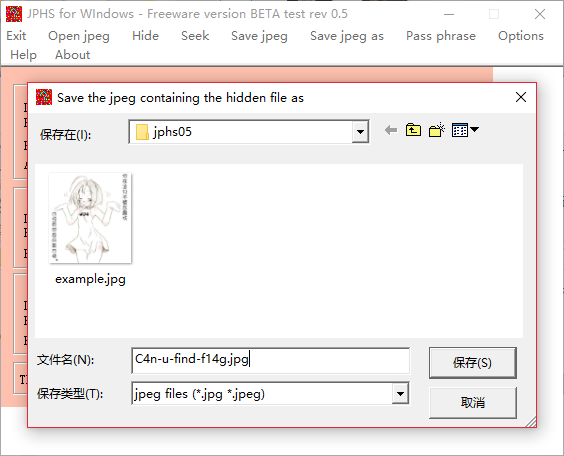 JPHS for WIndows - Freeware version BETA test rev 0.5
Exit Open jpeg Hide Seek Save jpeg Save jpeg as Pass phrase Options
Help About
Save the jpeg containing the hidden file as
保存在(I): jphs05
example.jpg
文件名(N): C4n-u-find-f14g.jpg 保存(S)
保存类型(T): jpeg files (*.jpg *.jpeg) 取消